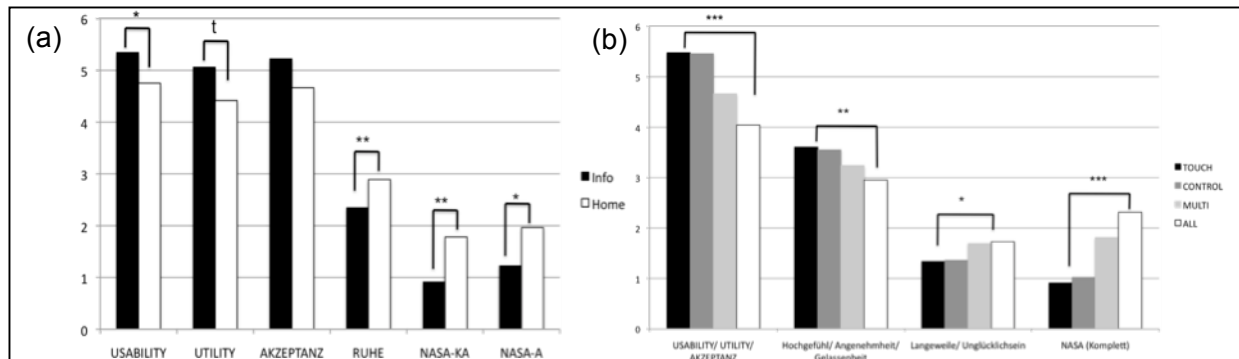 (a)
6
5
4
3
2
1
0
* t ** ** *
USABILITY UTILITY AKZEPTANZ RUHE NASA-KA NASA-A
Info
Home
(b)
6
5
4
3
2
1
0
*** ** * ***
USABILITY/ UTILITY/ AKZEPTANZ
Hochgefühl/ Angenehmheit/ Gelassenheit
Langeweile/ Unglücklichsein
NASA (Komplett)
TOUCH
CONTROL
MULTI
ALL